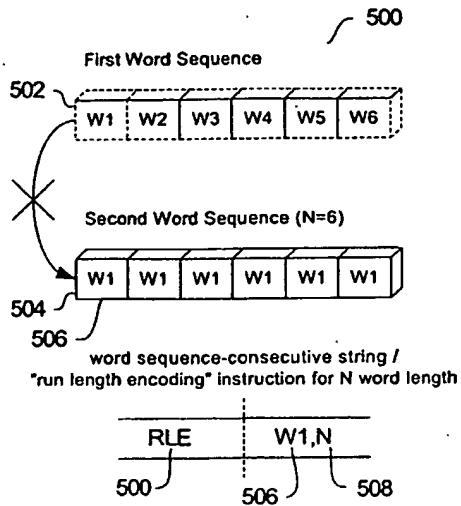 500
First Word Sequence
502
W1 W2 W3 W4 W5 W6
Second Word Sequence (N=6)
W1 W1 W1 W1 W1 W1
504
506
word sequence-consecutive string /
"run length encoding" instruction for N word length
RLE W1,N
500 506 508